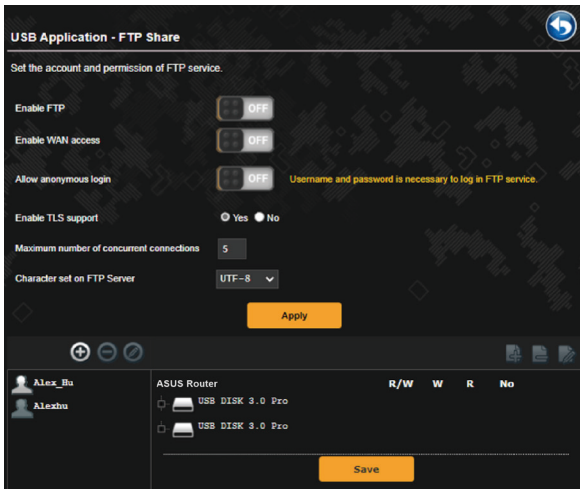 USB Application - FTP Share
Set the account and permission of FTP service.
Enable FTP OFF
Enable WAN access OFF
Allow anonymous login OFF Username and password is necessary to log in FTP service.
Enable TLS support Yes No
Maximum number of concurrent connections 5
Character set on FTP Server UTF-8
Apply
Alex_Hu
Alexhu
ASUS Router R/W W R No
USB DISK 3.0 Pro
USB DISK 3.0 Pro
Save